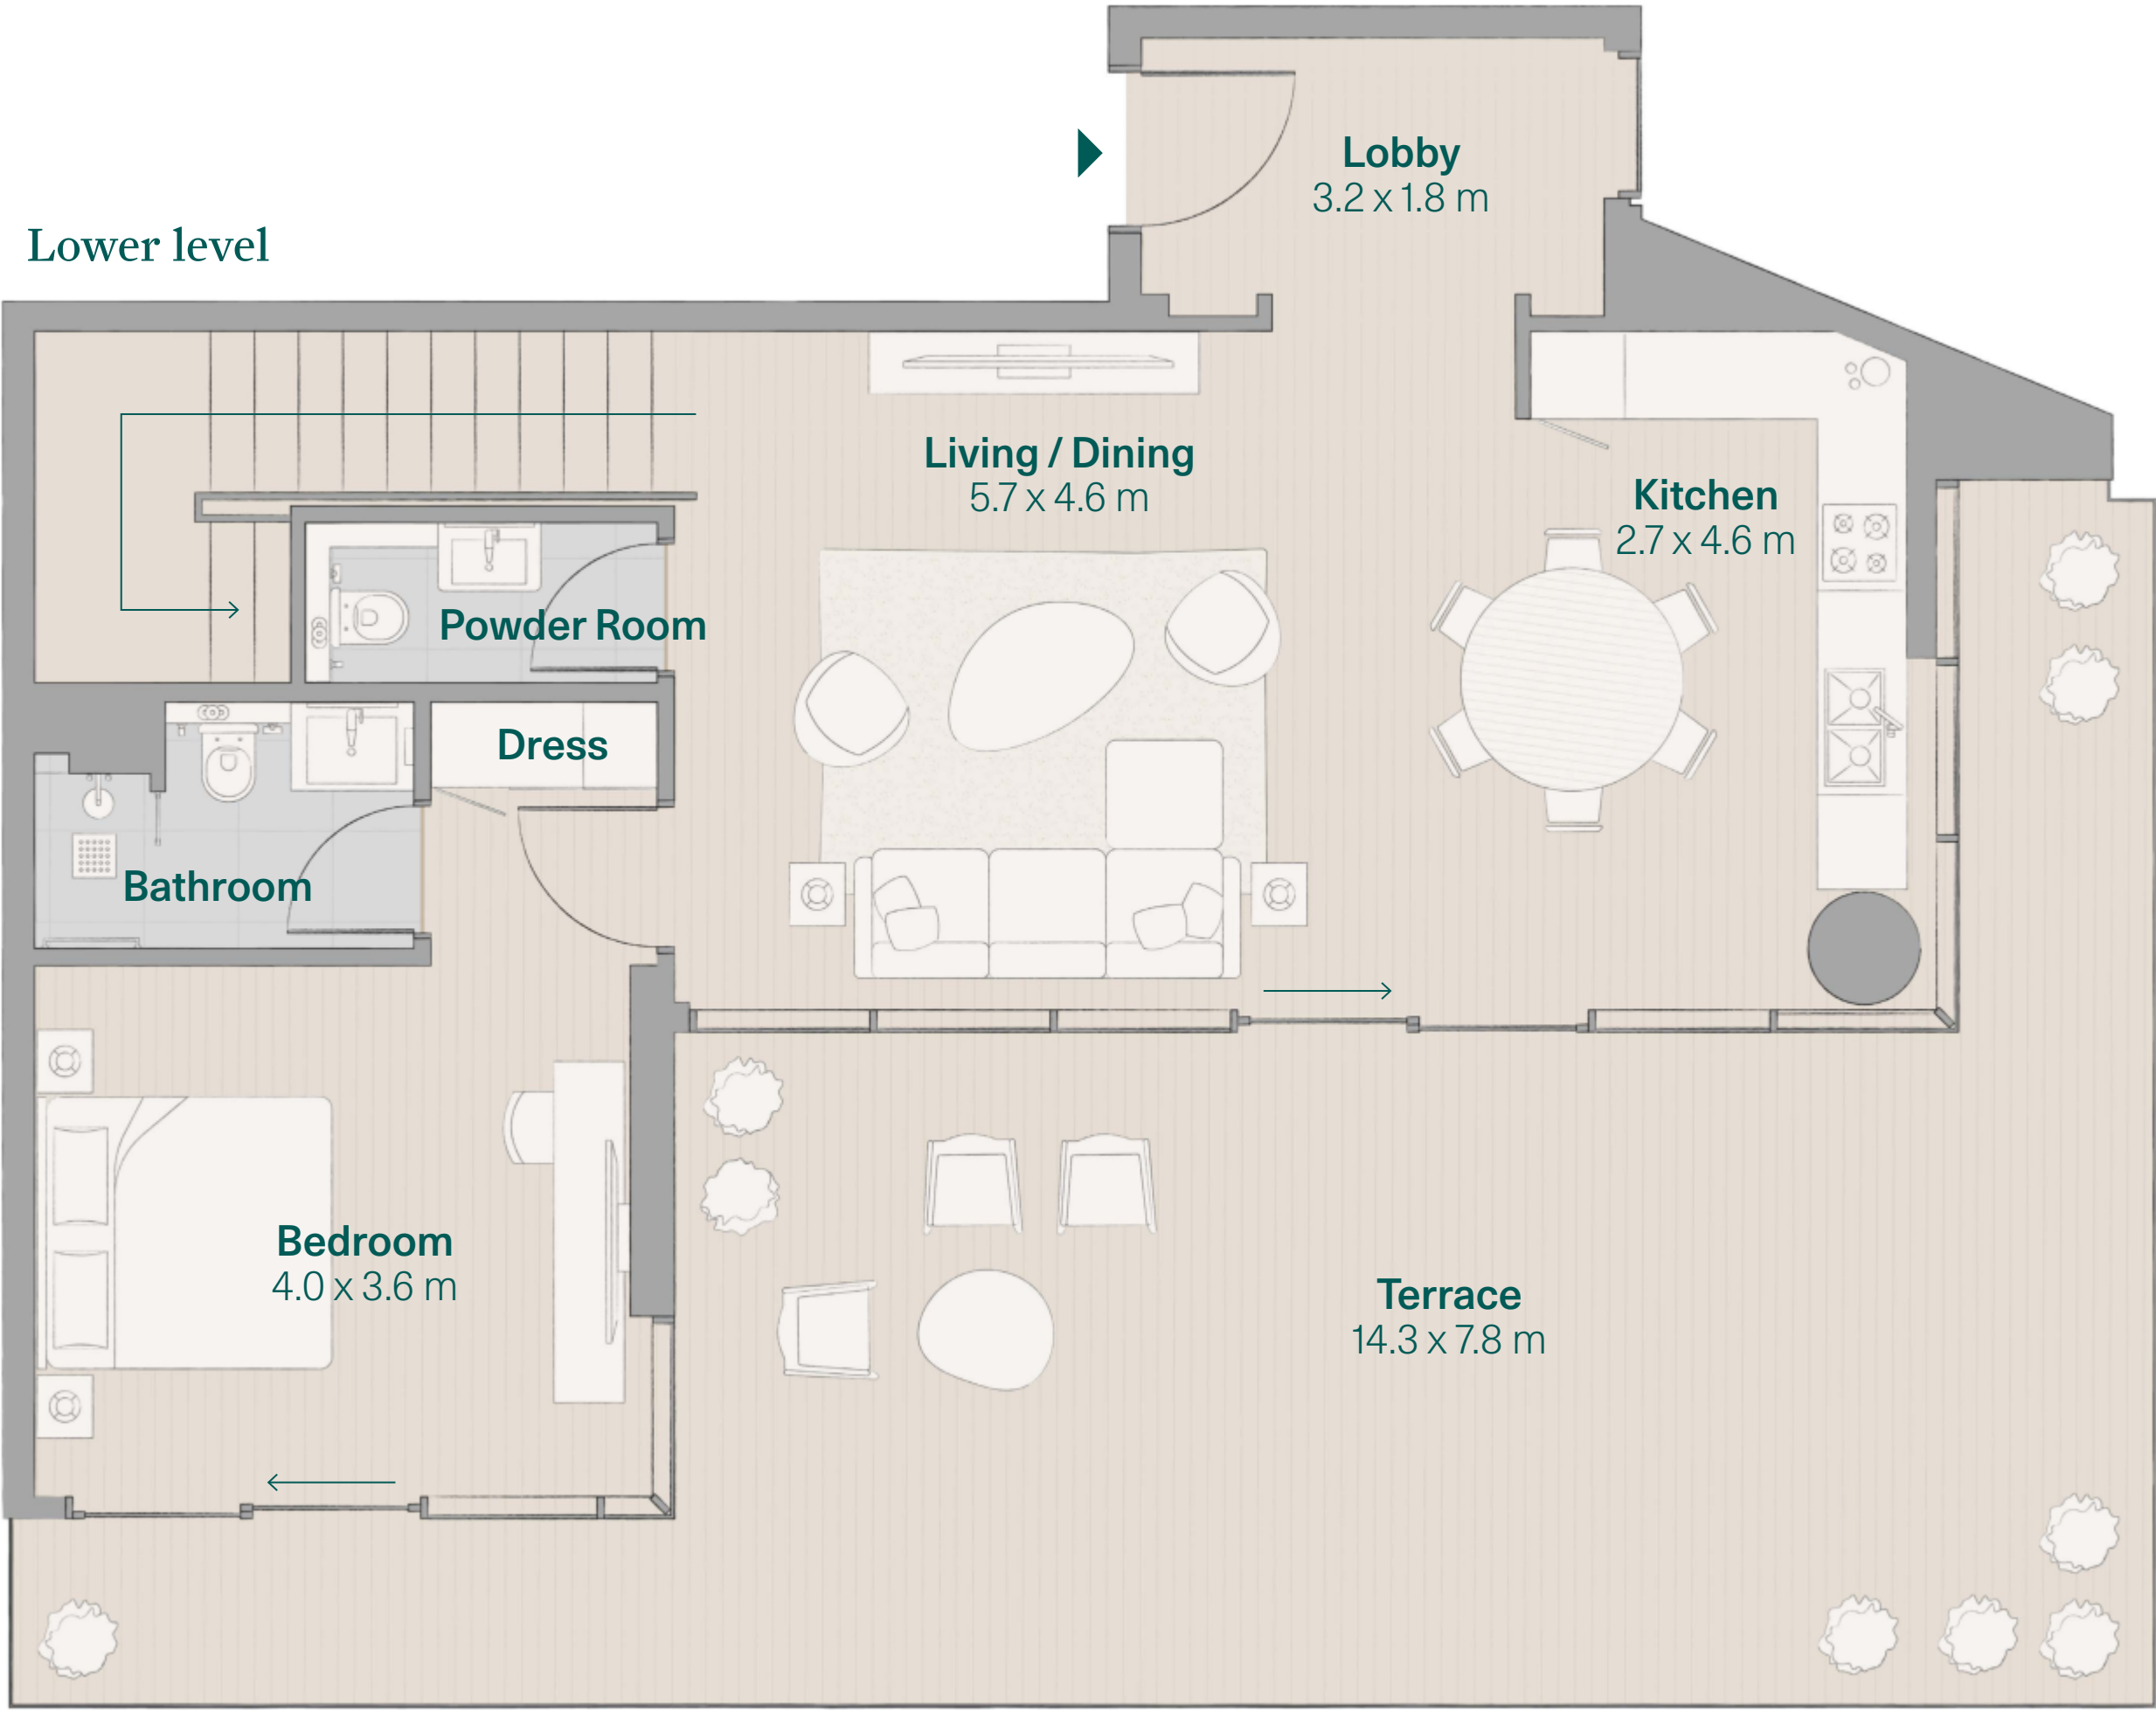 Lobby
3.2 x 1.8 m
Lower level
Living / Dining
5.7 x 4.6 m
Kitchen
2.7 x 4.6 m
Powder Room
Dress
Bathroom
Bedroom
4.0 x 3.6 m
Terrace
14.3 x 7.8 m